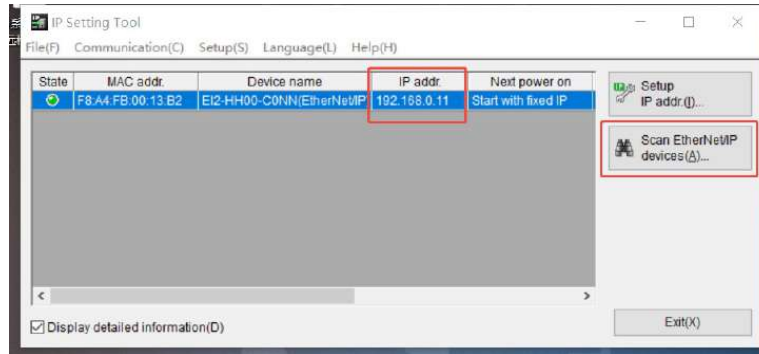 IP Setting Tool
File(F) Communication(C) Setup(S) Language(L) Help(H)
State MAC addr. Device name IP addr. Next power on
F8:A4:FB:00:13:B2 EI2-HH00-C0NN(EtherNet/IP 192.168.0.11 Start with fixed IP
Setup
IP addr.(I)...
Scan EtherNet/IP
devices(A)...
Display detailed information(D)
Exit(X)